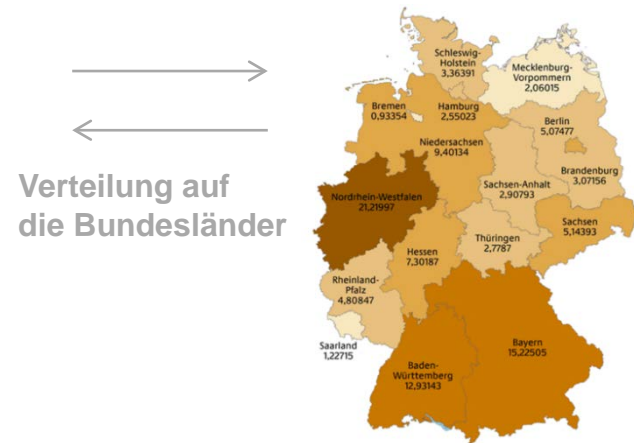 Verteilung auf
die Bundesländer
Schleswig-
Holstein
3,36391
Mecklenburg-
Vorpommern
2,06015
Bremen
0,93354
Hamburg
2,55023
Berlin
5,07477
Niedersachsen
9,40134
Brandenburg
3,07156
Nordrhein-Westfalen
21,21997
Sachsen-Anhalt
2,90793
Sachsen
5,14393
Thüringen
2,7787
Hessen
7,30187
Rheinland-
Pfalz
4,80847
Saarland
1,22715
Baden-
Württemberg
12,93143
Bayern
15,22505